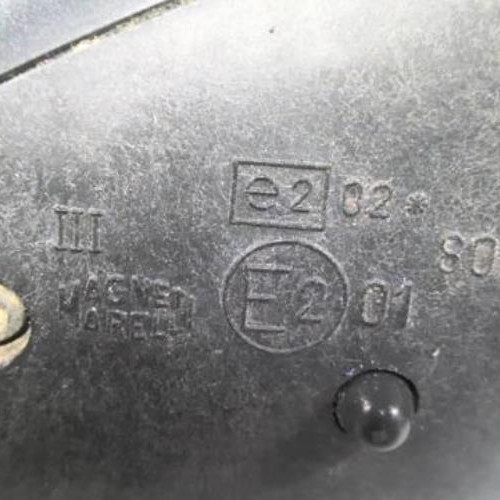 e2 02*
III
80
MAGNETI
MARELLI
E2 01